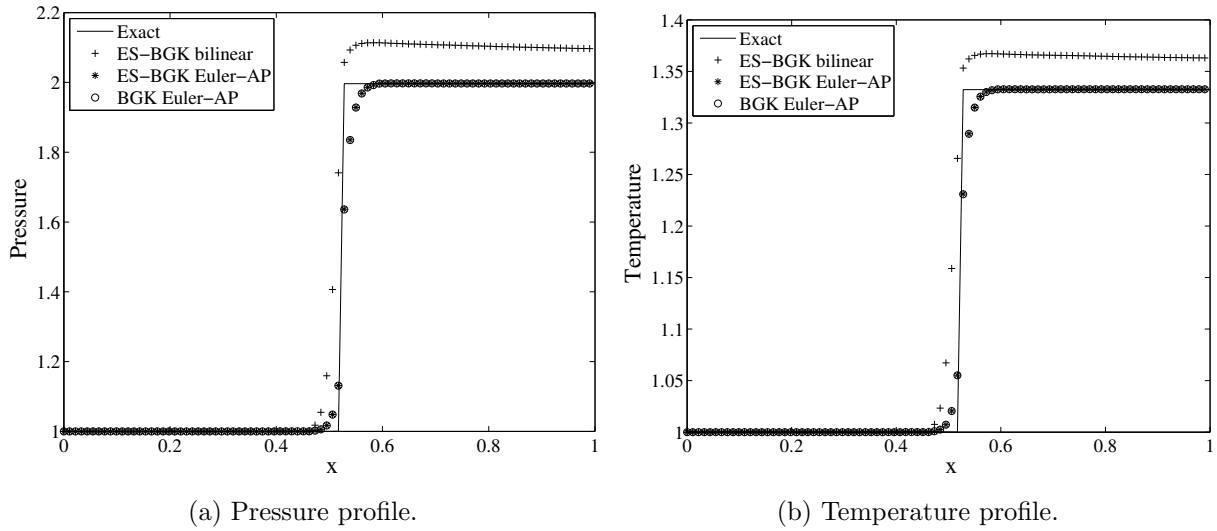 2.2
2
1.8
1.6
1.4
1.2
1
Pressure
Exact
ES−BGK bilinear
ES−BGK Euler−AP
BGK Euler−AP
0 0.2 0.4 0.6 0.8 1
x
(a) Pressure profile.
1.4
1.35
1.3
1.25
1.2
1.15
1.1
1.05
1
Temperature
Exact
ES−BGK bilinear
ES−BGK Euler−AP
BGK Euler−AP
0 0.2 0.4 0.6 0.8 1
x
(b) Temperature profile.